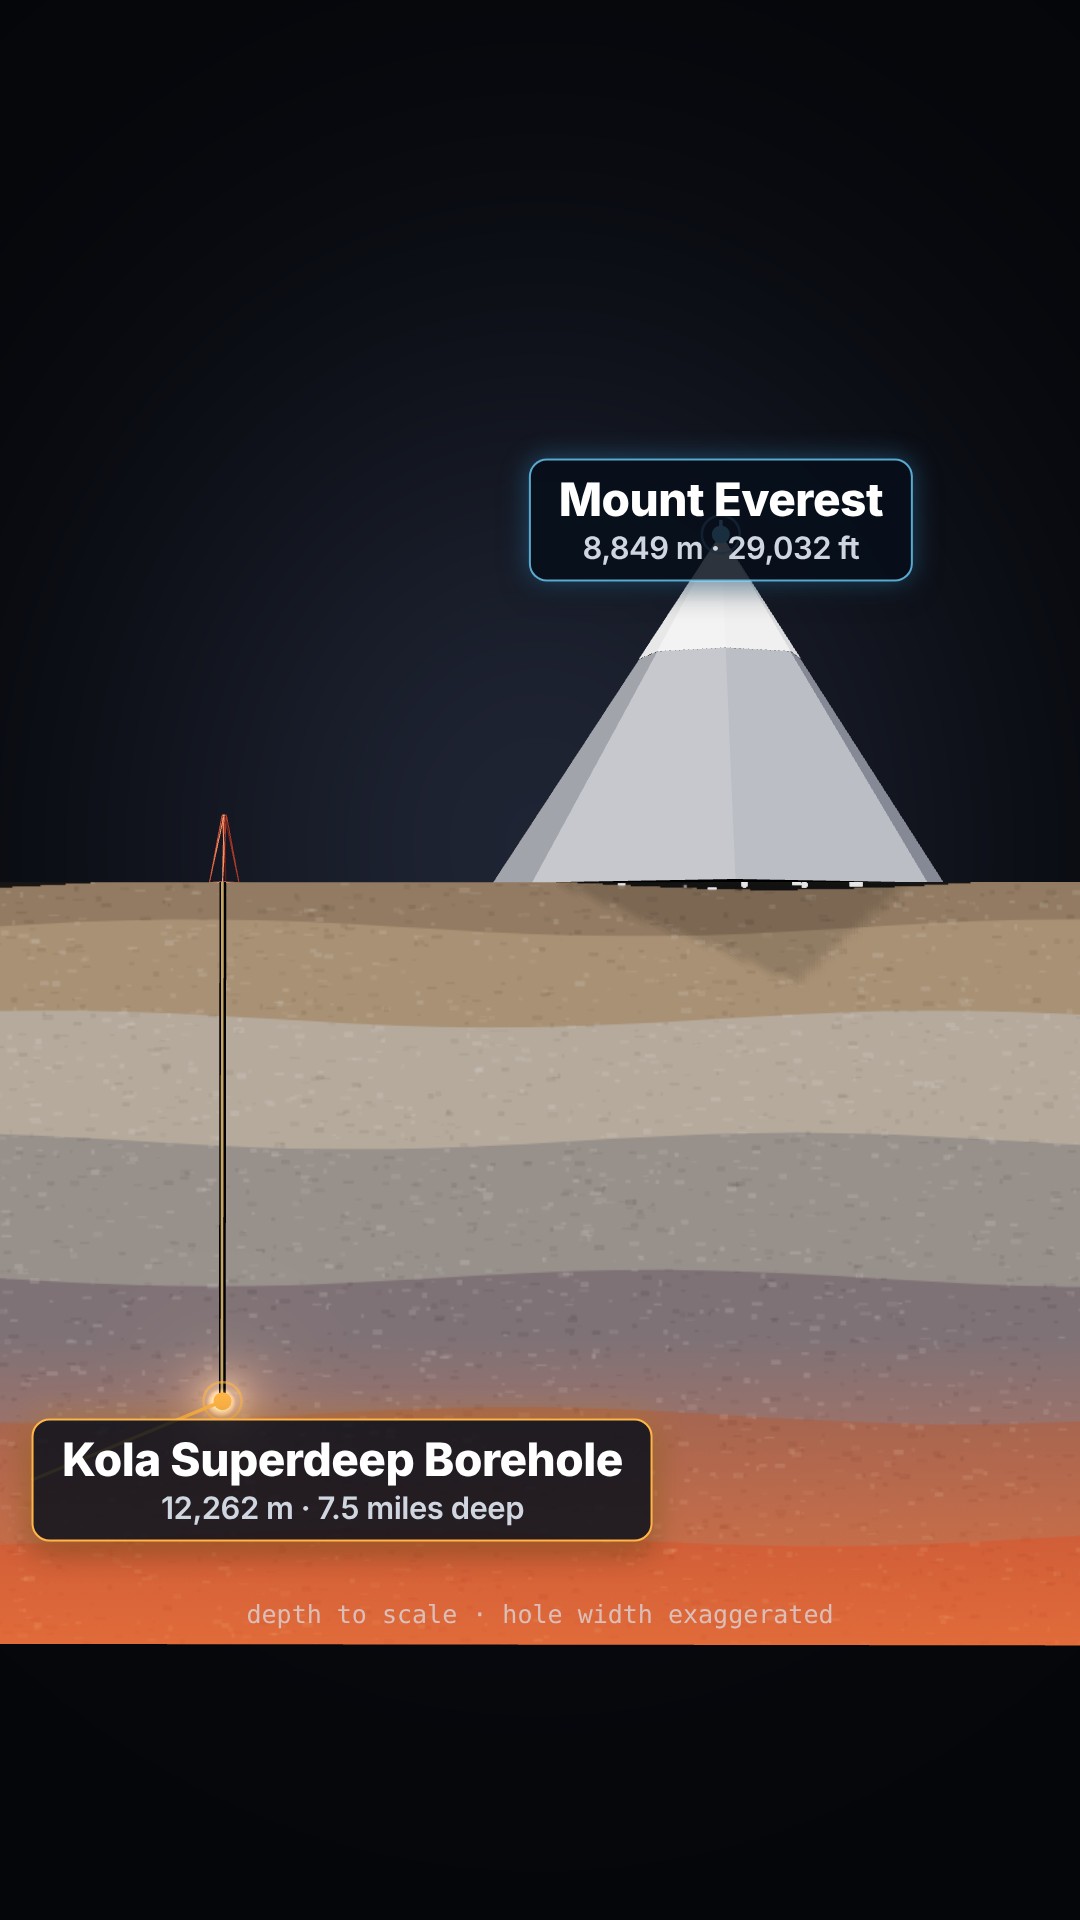 Mount Everest
8,849 m · 29,032 ft
Kola Superdeep Borehole
12,262 m · 7.5 miles deep
depth to scale · hole width exaggerated